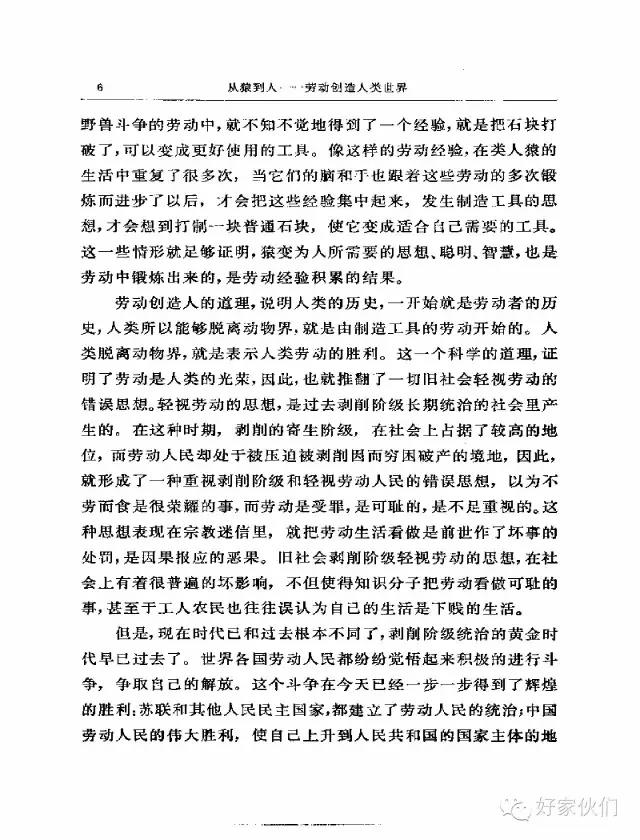 6 从猿到人——劳动创造人类世界
野兽斗争的劳动中,就不知不觉地得到了一个经验,就是把石块打
破了,可以变成更好使用的工具。像这样的劳动经验,在类人猿的
生活中重复了很多次,当它们的脑和手也跟着这些劳动的多次锻
炼而进步了以后,才会把这些经验集中起来,发生制造工具的思
想,才会想到打制一块普通石块,使它变成适合自己需要的工具。
这一些情形就足够证明,猿变为人所需要的思想、聪明、智慧,也是
劳动中锻炼出来的,是劳动经验积累的结果。
劳动创造人的道理,说明人类的历史,一开始就是劳动者的历
史,人类所以能够脱离动物界,就是由制造工具的劳动开始的。人
类脱离动物界,就是表示人类劳动的胜利。这一个科学的道理,证
明了劳动是人类的光荣,因此,也就推翻了一切旧社会轻视劳动的
错误思想。轻视劳动的思想,是过去剥削阶级长期统治的社会里产
生的。在这种时期,剥削的寄生阶级,在社会上占据了较高的地
位,而劳动人民却处于被压迫被剥削因而穷困破产的境地,因此,
就形成了一种重视剥削阶级和轻视劳动人民的错误思想,以为不
劳而食是很荣耀的事,而劳动是受罪,是可耻的,是不足重视的。这
种思想表现在宗教迷信里,就把劳动生活看做是前世作了坏事的
处罚,是因果报应的恶果。旧社会剥削阶级轻视劳动的思想,在社
会上有着很普遍的坏影响,不但使得知识分子把劳动看做可耻的
事,甚至于工人农民也往往误认为自己的生活是下贱的生活。
但是,现在时代已和过去根本不同了,剥削阶级统治的黄金时
代早已过去了。世界各国劳动人民都纷纷觉悟起来积极的进行斗
争,争取自己的解放。这个斗争在今天已经一步一步得到了辉煌
的胜利:苏联和其他人民民主国家,都建立了劳动人民的统治;中国
劳动人民的伟大胜利,使自己上升到人民共和国的国家主体的地
好家伙们